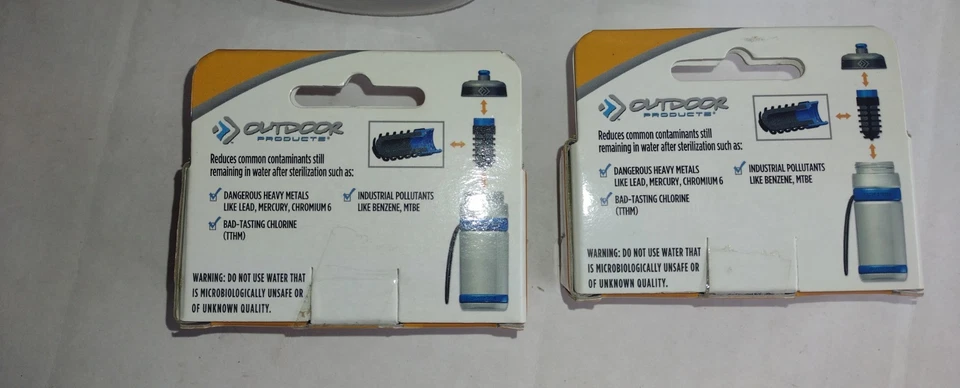 OUTDOOR
PRODUCTS
Reduces common contaminants still
remaining in water after sterilization such as:
DANGEROUS HEAVY METALS
LIKE LEAD, MERCURY, CHROMIUM 6
INDUSTRIAL POLLUTANTS
LIKE BENZENE, MTBE
BAD-TASTING CHLORINE
(TTHM)
WARNING: DO NOT USE WATER THAT
IS MICROBIOLOGICALLY UNSAFE OR
OF UNKNOWN QUALITY.
OUTDOOR
PRODUCTS
Reduces common contaminants still
remaining in water after sterilization such as:
DANGEROUS HEAVY METALS
LIKE LEAD, MERCURY, CHROMIUM 6
INDUSTRIAL POLLUTANTS
LIKE BENZENE, MTBE
BAD-TASTING CHLORINE
(TTHM)
WARNING: DO NOT USE WATER THAT
IS MICROBIOLOGICALLY UNSAFE OR
OF UNKNOWN QUALITY.